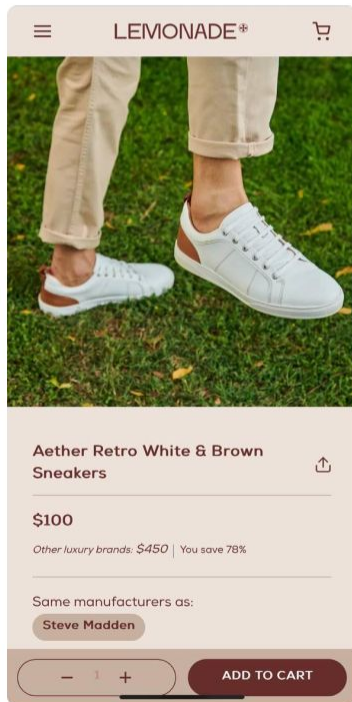 LEMONADE
Aether Retro White & Brown
Sneakers
$100
Other luxury brands: $450 | You save 78%
Same manufacturers as:
Steve Madden
− 1 +
ADD TO CART